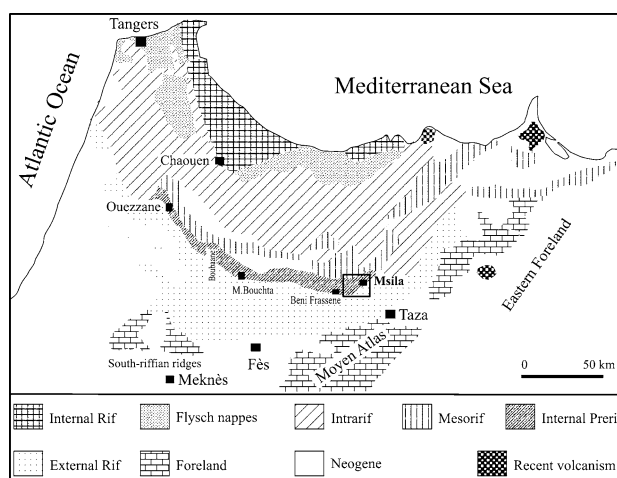 Tangers
Atlantic Ocean
Mediterranean Sea
Chaouen
Ouezzane
M.Bouchta
Beni Frassene
Msila
Taza
Eastern Foreland
Moyen Atlas
South-riffian ridges
Fès
Meknès
0 50 km
Internal Rif
Flysch nappes
Intrarif
Mesorif
Internal Preri
External Rif
Foreland
Neogene
Recent volcanism